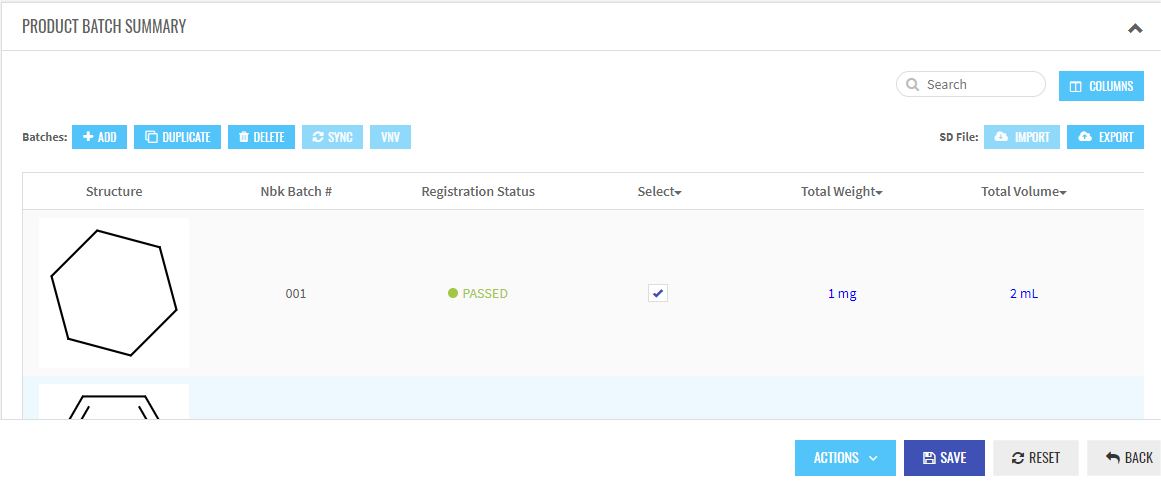 PRODUCT BATCH SUMMARY
Search
COLUMNS
Batches: ADD DUPLICATE DELETE SYNC VNV SD File: IMPORT EXPORT
Structure Nbk Batch # Registration Status Select Total Weight Total Volume
001 PASSED 1 mg 2 mL
ACTIONS SAVE RESET BACK